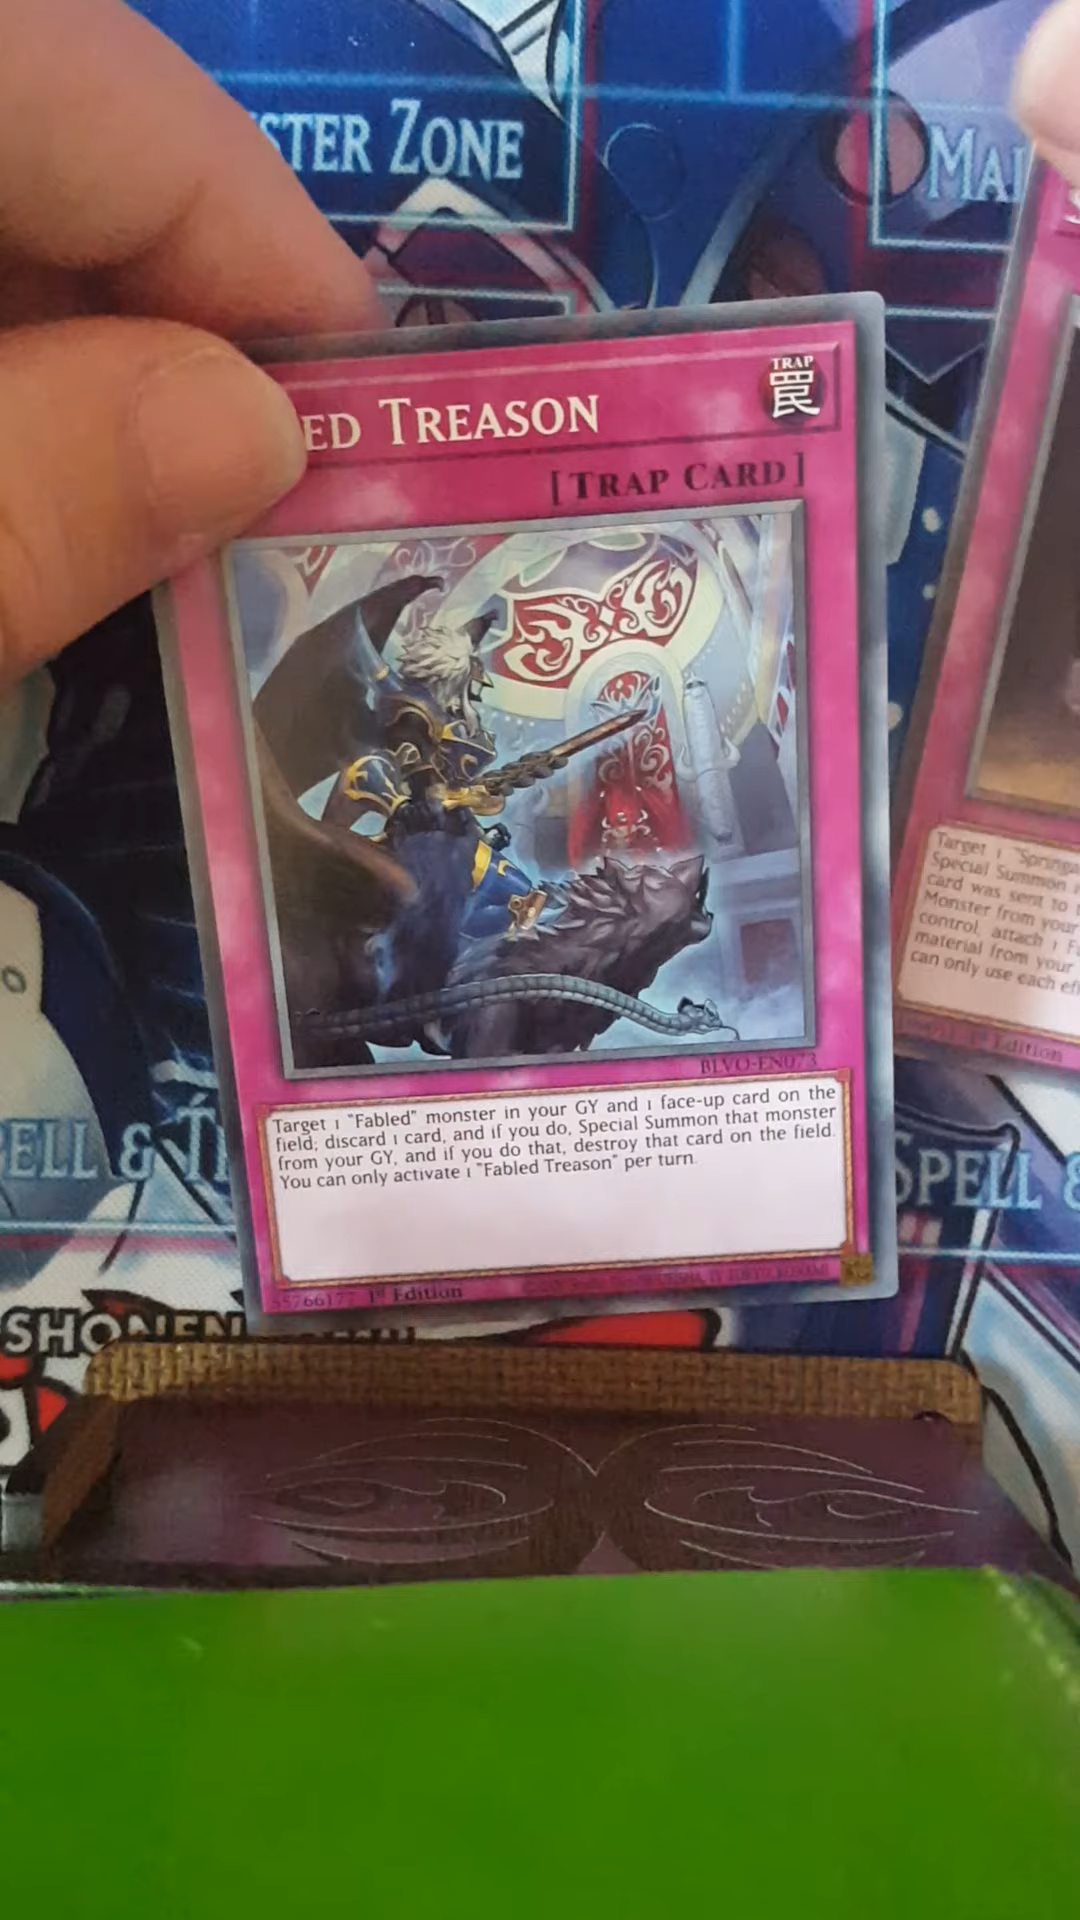 STER ZONE
MAI
ED TREASON
TRAP
罠
[TRAP CARD]
BLVO-EN073
Target 1 "Fabled" monster in your GY and 1 face-up card on the
field; discard 1 card, and if you do, Special Summon that monster
from your GY, and if you do that, destroy that card on the field.
You can only activate 1 "Fabled Treason" per turn.
55766177 1st Edition
Target 1 "Springa
Special Summon
card was sent to
Monster from your
control, attach 1 F
material from your
can only use each eff
1st Edition
ELL & T
SPELL &
SHONEN